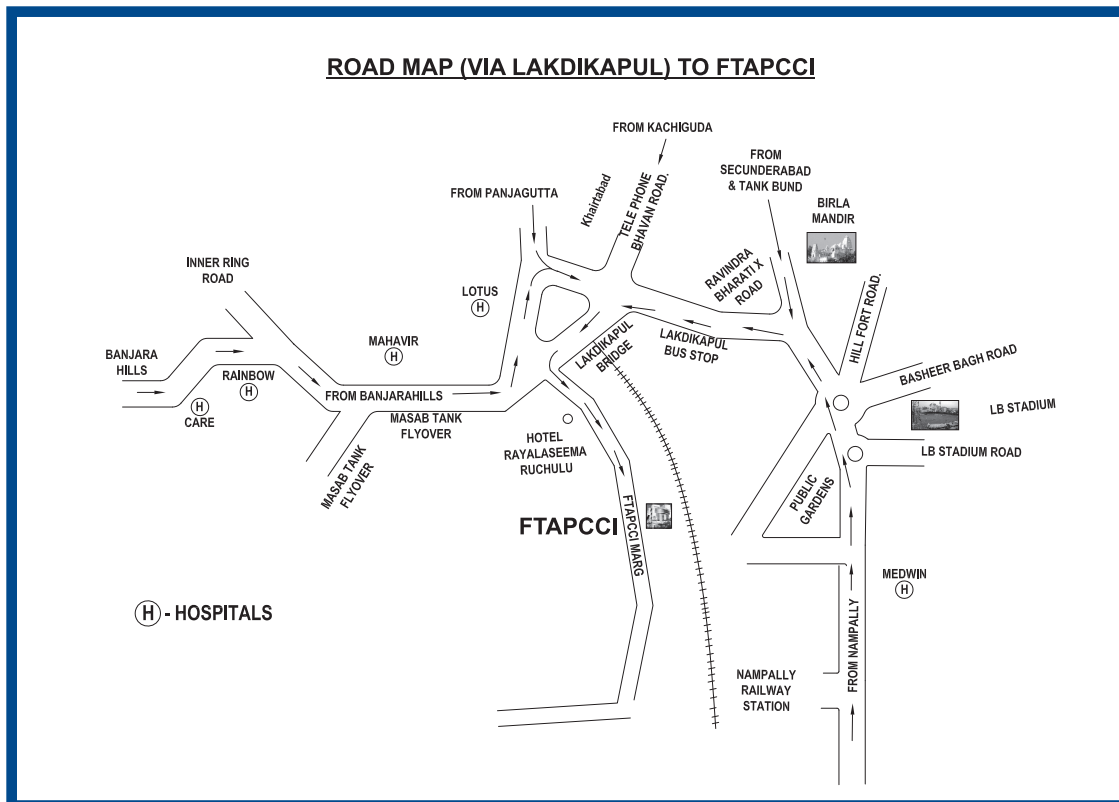 ROAD MAP (VIA LAKDIKAPUL) TO FTAPCCI
FROM KACHIGUDA
FROM
SECUNDERABAD
& TANK BUND
BIRLA
MANDIR
FROM PANJAGUTTA
Khairtabad
TELE PHONE
BHAVAN ROAD.
RAVINDRA
BHARATI X
ROAD
HILL FORT ROAD.
INNER RING
ROAD
LOTUS
H
MAHAVIR
H
BANJARA
HILLS
RAINBOW
H
H
CARE
FROM BANJARAHILLS
MASAB TANK
FLYOVER
MASAB TANK
FLYOVER
LAKDIKAPUL
BRIDGE
LAKDIKAPUL
BUS STOP
BASHEER BAGH ROAD
LB STADIUM
LB STADIUM ROAD
HOTEL
RAYALASEEMA
RUCHULU
PUBLIC
GARDENS
FTAPCCI
FTAPCCI MARG
MEDWIN
H
H - HOSPITALS
FROM NAMPALLY
NAMPALLY
RAILWAY
STATION